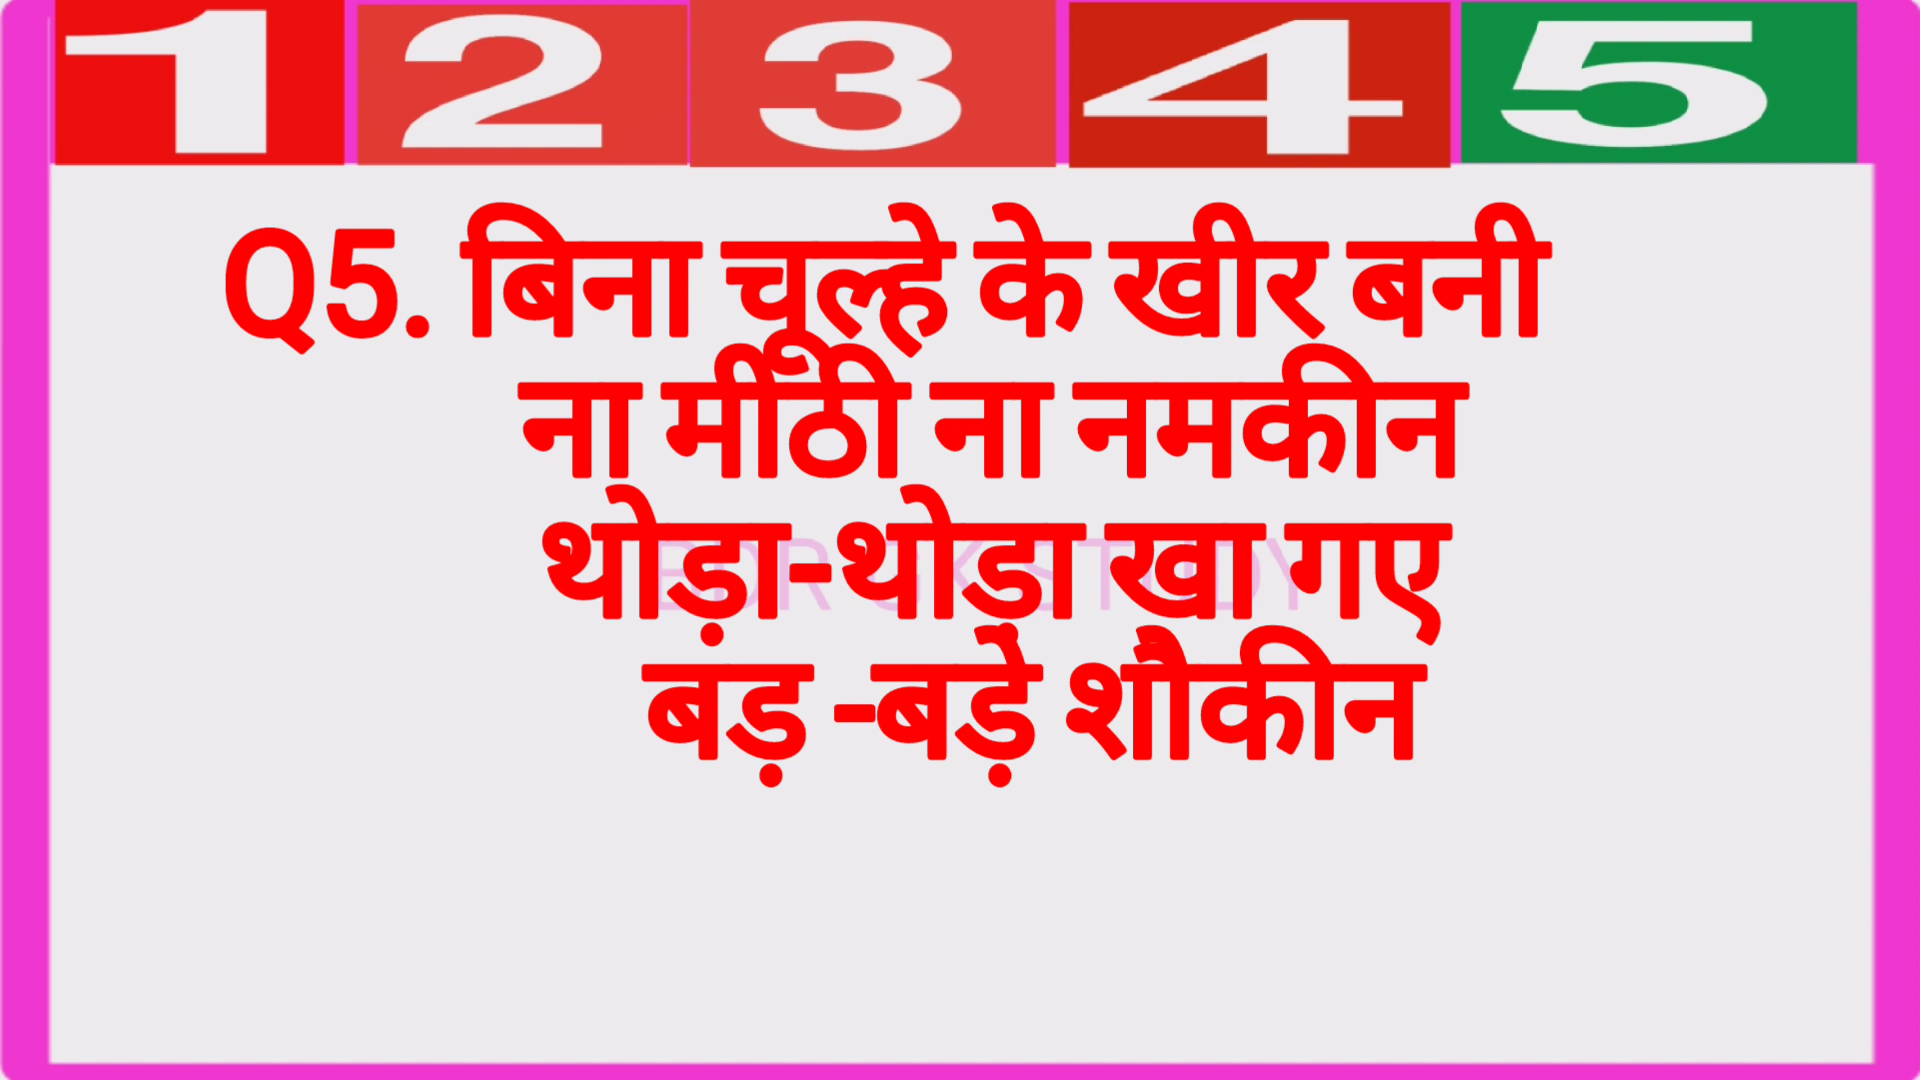 1 2 3 4 5
Q5. बिना चूल्हे के खीर बनी
ना मीठी ना नमकीन
थोड़ा-थोड़ा खा गए
बड़ -बड़े शौकीन